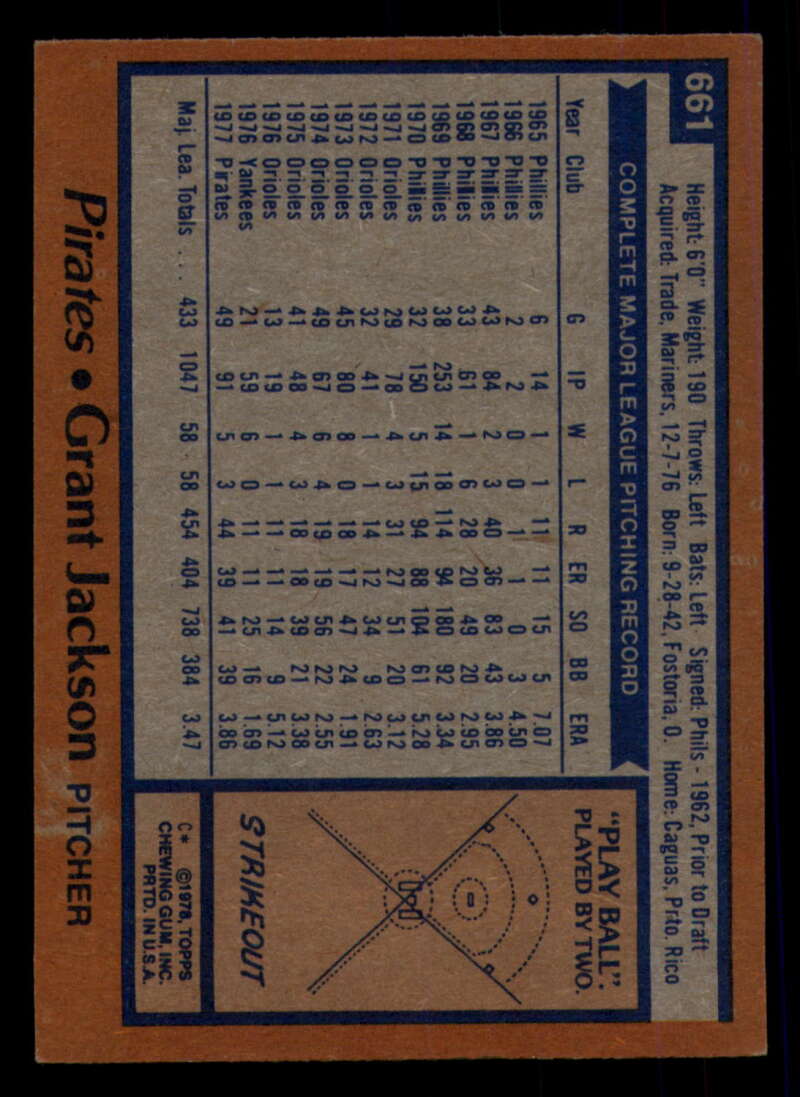 661
Height: 6'0" Weight: 190 Throws: Left Bats: Left Signed: Phils - 1962, Prior to Draft
Acquired: Trade, Mariners, 12-7-76 Born: 9-28-42, Fostoria, O. Home: Caguas, Prto. Rico
COMPLETE MAJOR LEAGUE PITCHING RECORD
Year Club G IP W L R ER SO BB ERA
1965 Phillies 6 14 1 1 11 11 15 5 7.07
1966 Phillies 2 2 0 0 1 1 0 3 4.50
1967 Phillies 43 84 2 3 40 36 83 43 3.86
1968 Phillies 33 61 1 6 28 20 49 20 2.95
1969 Phillies 38 253 14 18 114 94 180 92 3.34
1970 Phillies 32 150 5 15 94 88 104 61 5.28
1971 Orioles 29 78 4 3 31 27 51 20 3.12
1972 Orioles 32 41 1 1 14 12 34 9 2.63
1973 Orioles 45 80 8 0 18 17 47 24 1.91
1974 Orioles 49 67 6 4 19 19 56 22 2.55
1975 Orioles 41 48 4 3 18 18 39 21 3.38
1976 Orioles 13 19 1 1 11 11 14 9 5.12
1976 Yankees 21 59 6 0 11 11 25 16 1.69
1977 Pirates 49 91 5 3 44 39 41 39 3.86
Maj. Lea. Totals ... 433 1047 58 58 454 404 738 384 3.47
"PLAY BALL".
PLAYED BY TWO.
STRIKEOUT
C* ©1978, TOPPS
CHEWING GUM, INC.
PRTD. IN U.S.A.
Pirates • Grant Jackson PITCHER